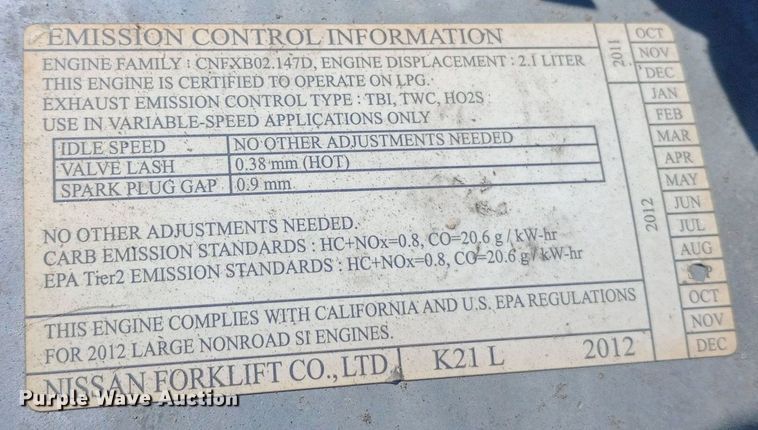 EMISSION CONTROL INFORMATION
ENGINE FAMILY : CNFXB02.147D, ENGINE DISPLACEMENT : 2.1 LITER
THIS ENGINE IS CERTIFIED TO OPERATE ON LPG.
EXHAUST EMISSION CONTROL TYPE : TBI, TWC, HO2S
USE IN VARIABLE-SPEED APPLICATIONS ONLY
IDLE SPEED NO OTHER ADJUSTMENTS NEEDED
VALVE LASH 0.38 mm (HOT)
SPARK PLUG GAP 0.9 mm
NO OTHER ADJUSTMENTS NEEDED.
CARB EMISSION STANDARDS : HC+NOx=0.8, CO=20.6 g / kW-hr
EPA Tier2 EMISSION STANDARDS : HC+NOx=0.8, CO=20.6 g / kW-hr
THIS ENGINE COMPLIES WITH CALIFORNIA AND U.S. EPA REGULATIONS
FOR 2012 LARGE NONROAD SI ENGINES.
NISSAN FORKLIFT CO., LTD. K21 L 2012
2011
OCT
NOV
DEC
2012
JAN
FEB
MAR
APR
MAY
JUN
JUL
AUG
OCT
NOV
DEC
Purple Wave Auction